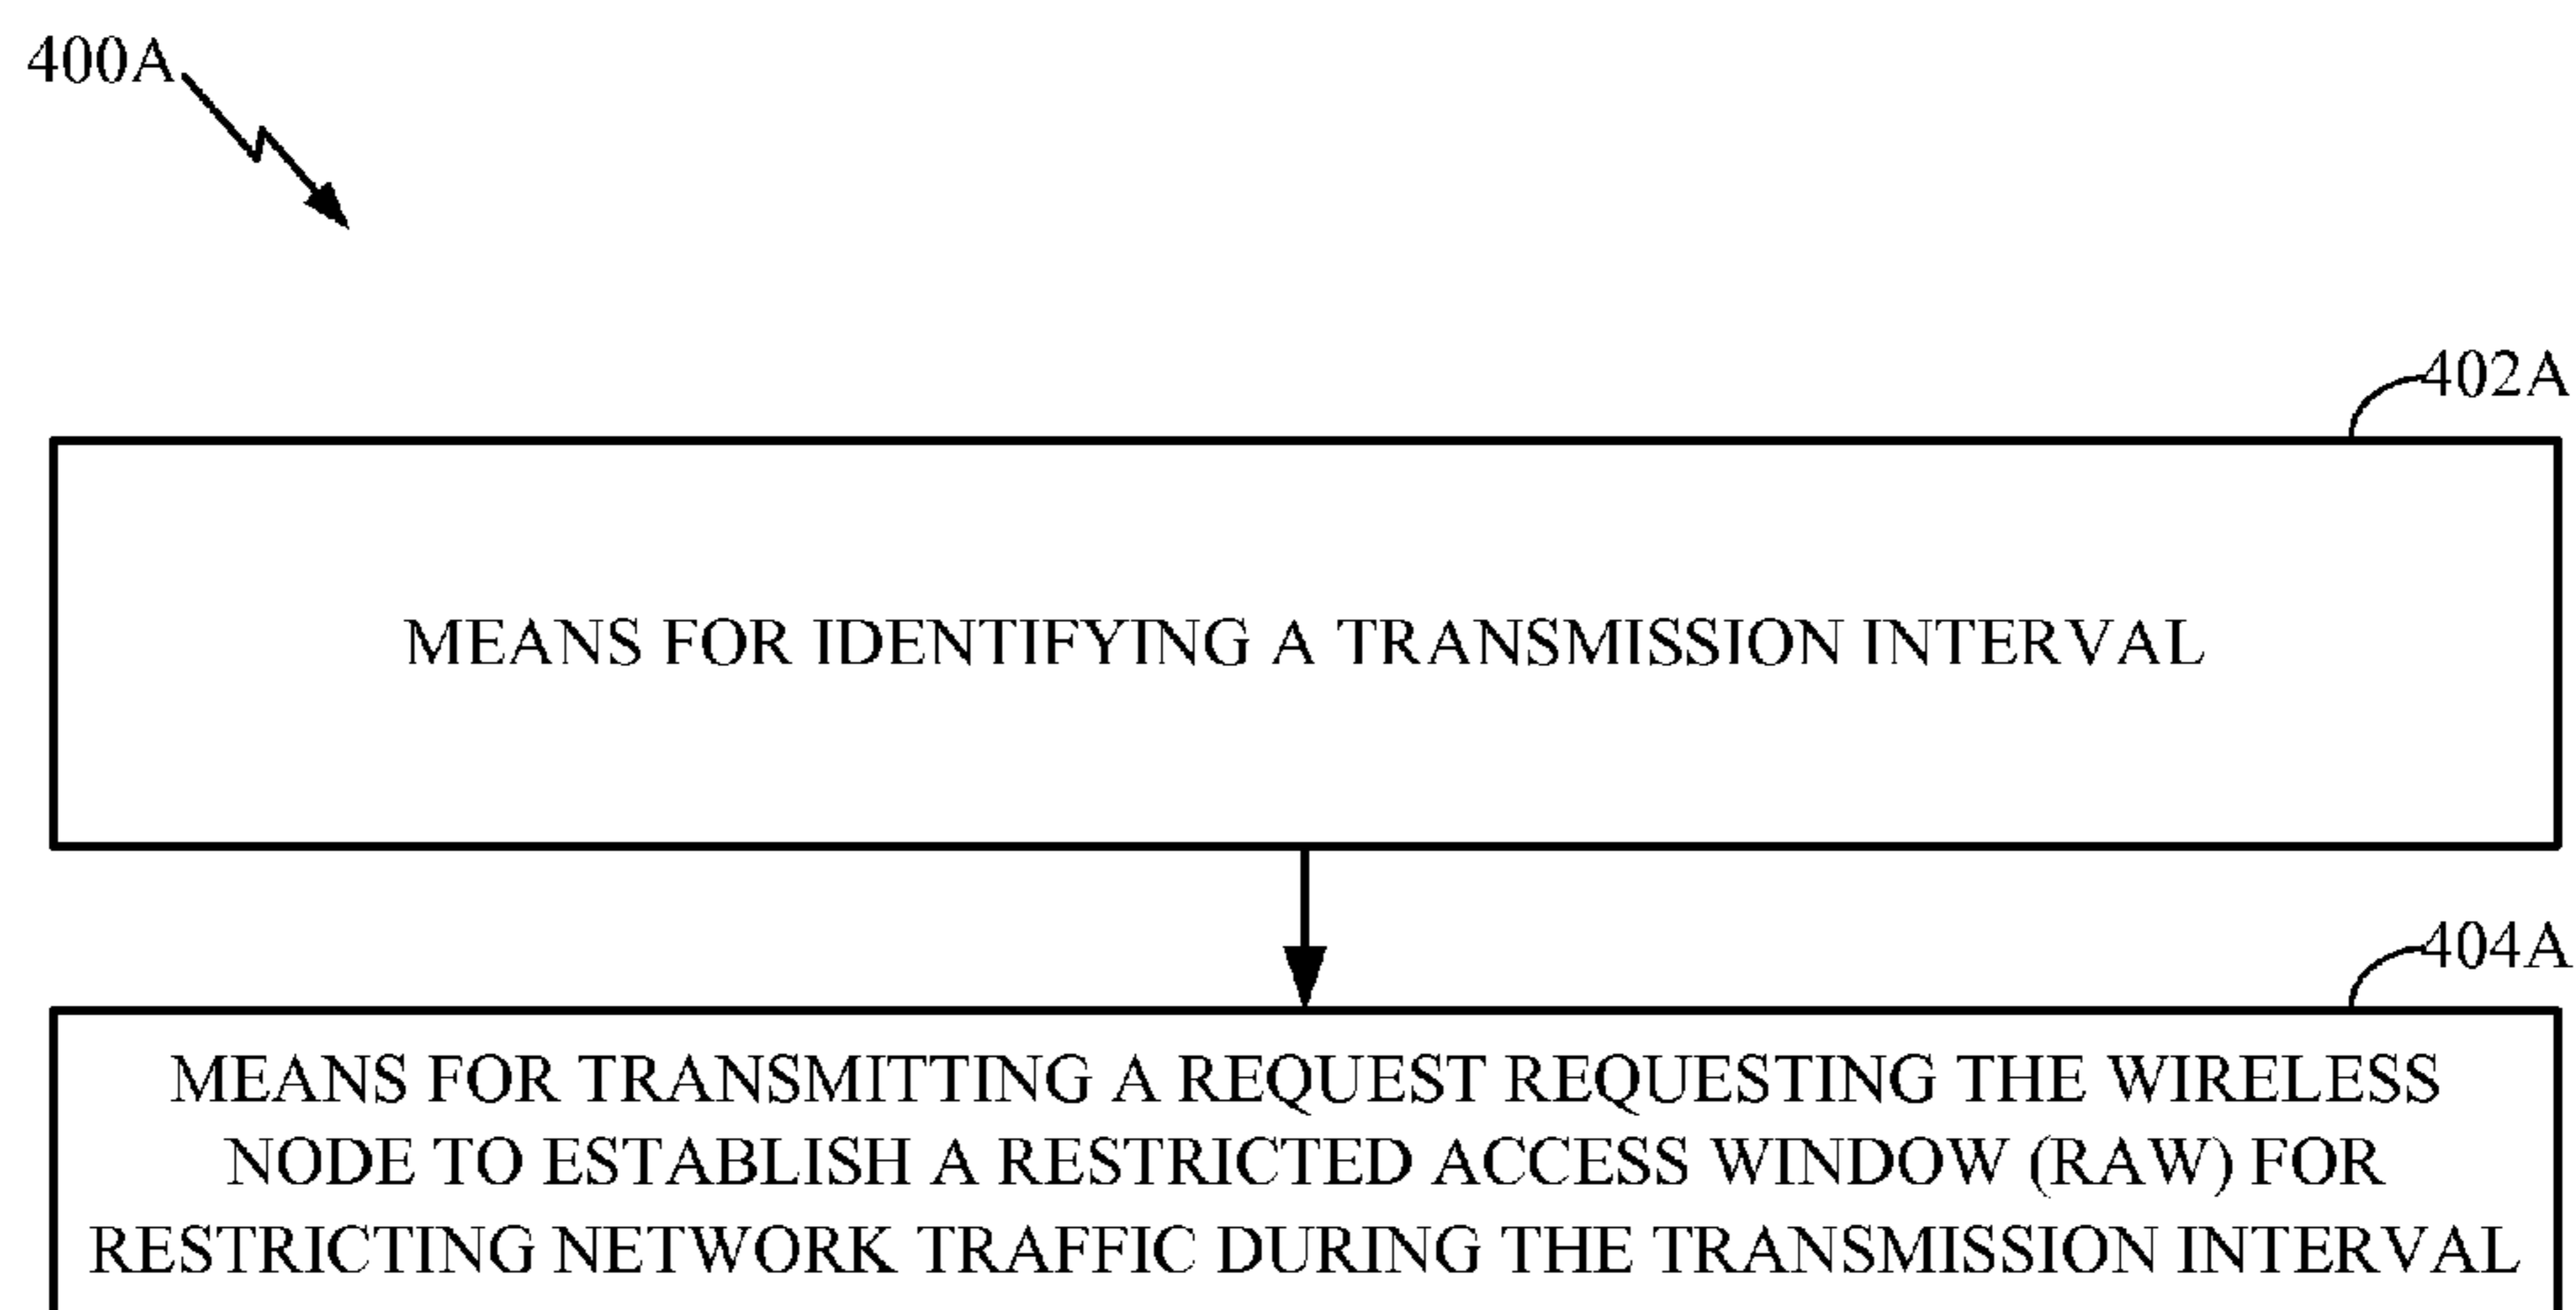 400A
402A
MEANS FOR IDENTIFYING A TRANSMISSION INTERVAL
404A
MEANS FOR TRANSMITTING A REQUEST REQUESTING THE WIRELESS
NODE TO ESTABLISH A RESTRICTED ACCESS WINDOW (RAW) FOR
RESTRICTING NETWORK TRAFFIC DURING THE TRANSMISSION INTERVAL